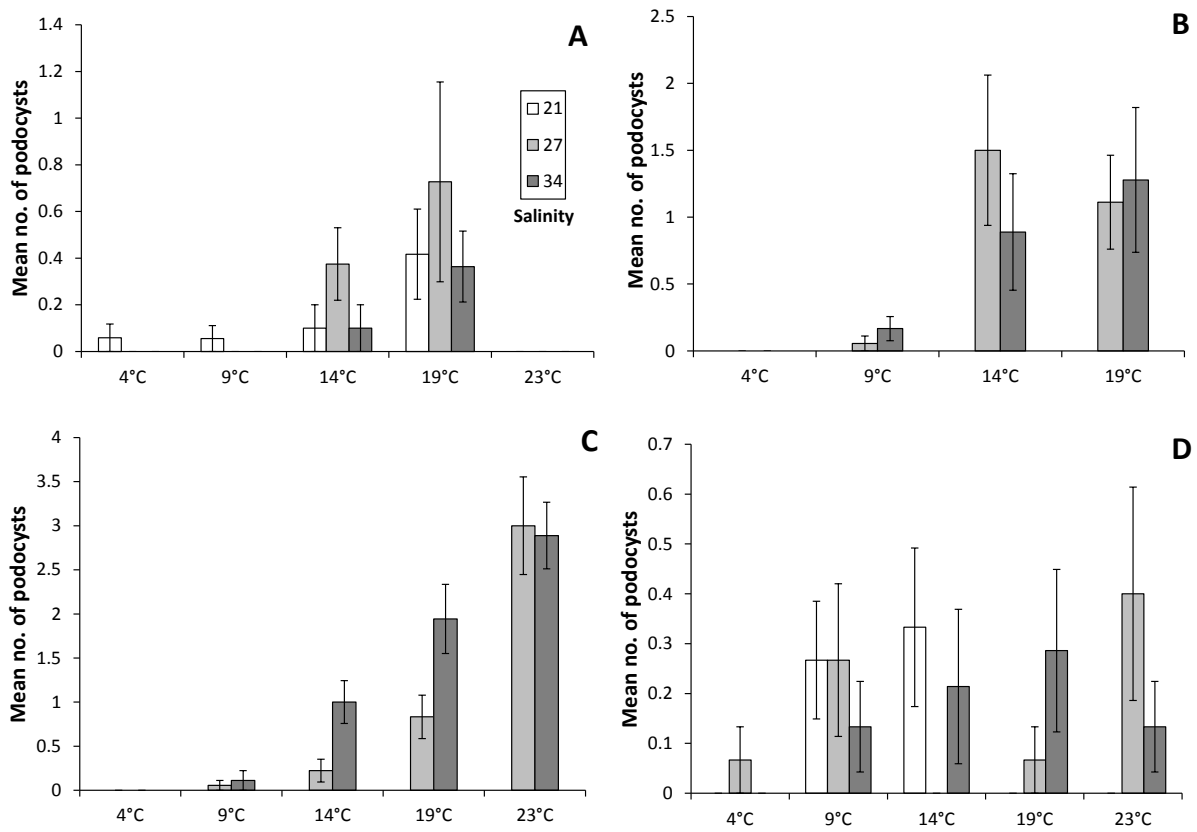 A
Mean no. of podocysts
1.4
1.2
1
0.8
0.6
0.4
0.2
0
4°C 9°C 14°C 19°C 23°C
21
27
34
Salinity
B
Mean no. of podocysts
2.5
2
1.5
1
0.5
0
4°C 9°C 14°C 19°C
C
Mean no. of podocysts
4
3.5
3
2.5
2
1.5
1
0.5
0
4°C 9°C 14°C 19°C 23°C
D
Mean no. of podocysts
0.7
0.6
0.5
0.4
0.3
0.2
0.1
0
4°C 9°C 14°C 19°C 23°C